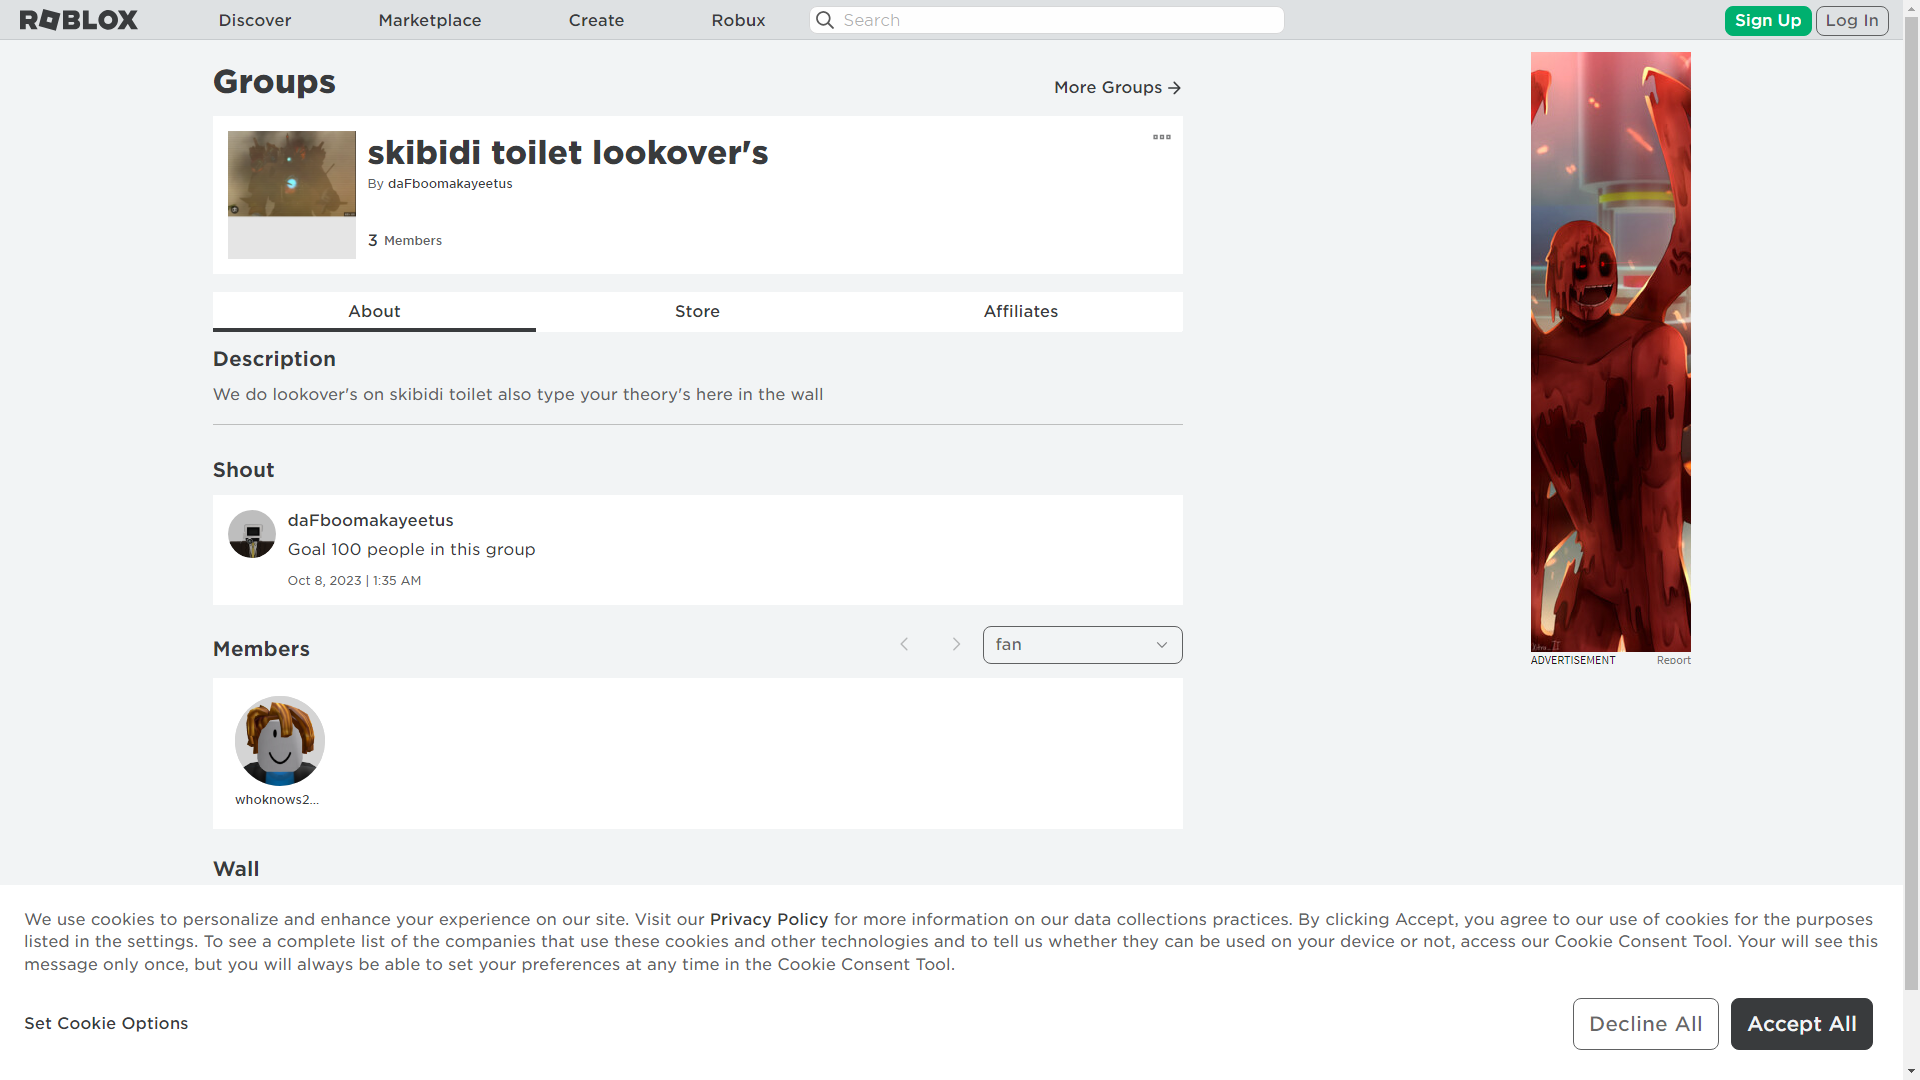 ROBLOX
Discover
Marketplace
Create
Robux
Search
Sign Up
Log In
Groups
More Groups
skibidi toilet lookover's
By daFboomakayeetus
3 Members
About
Store
Affiliates
Description
We do lookover's on skibidi toilet also type your theory's here in the wall
Shout
daFboomakayeetus
Goal 100 people in this group
Oct 8, 2023 | 1:35 AM
Members
fan
whoknows2...
Wall
ADVERTISEMENT
Report
We use cookies to personalize and enhance your experience on our site. Visit our Privacy Policy for more information on our data collections practices. By clicking Accept, you agree to our use of cookies for the purposes
listed in the settings. To see a complete list of the companies that use these cookies and other technologies and to tell us whether they can be used on your device or not, access our Cookie Consent Tool. Your will see this
message only once, but you will always be able to set your preferences at any time in the Cookie Consent Tool.
Set Cookie Options
Decline All
Accept All